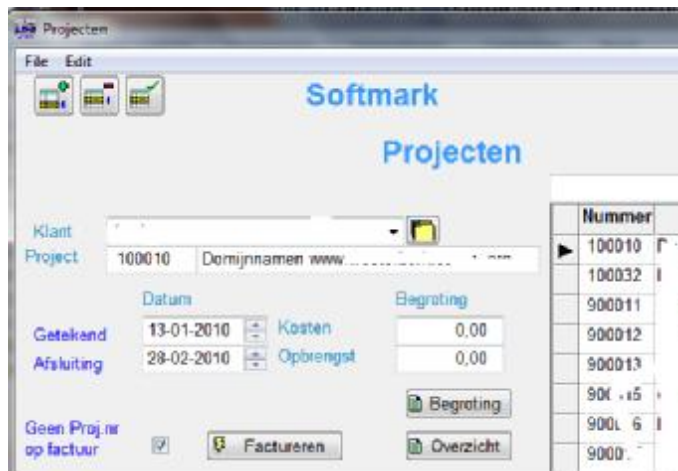 Projecten
File Edit
Softmark
Projecten
Klant
Project 100010 Domijnnamen www.
Datum Begroting
Getekend 13-01-2010 Kosten 0,00
Afsluiting 28-02-2010 Opbrengst 0,00
Begroting
Geen Proj.nr
op factuur Factureren Overzicht
Nummer
100010
100032
900011
900012
900013